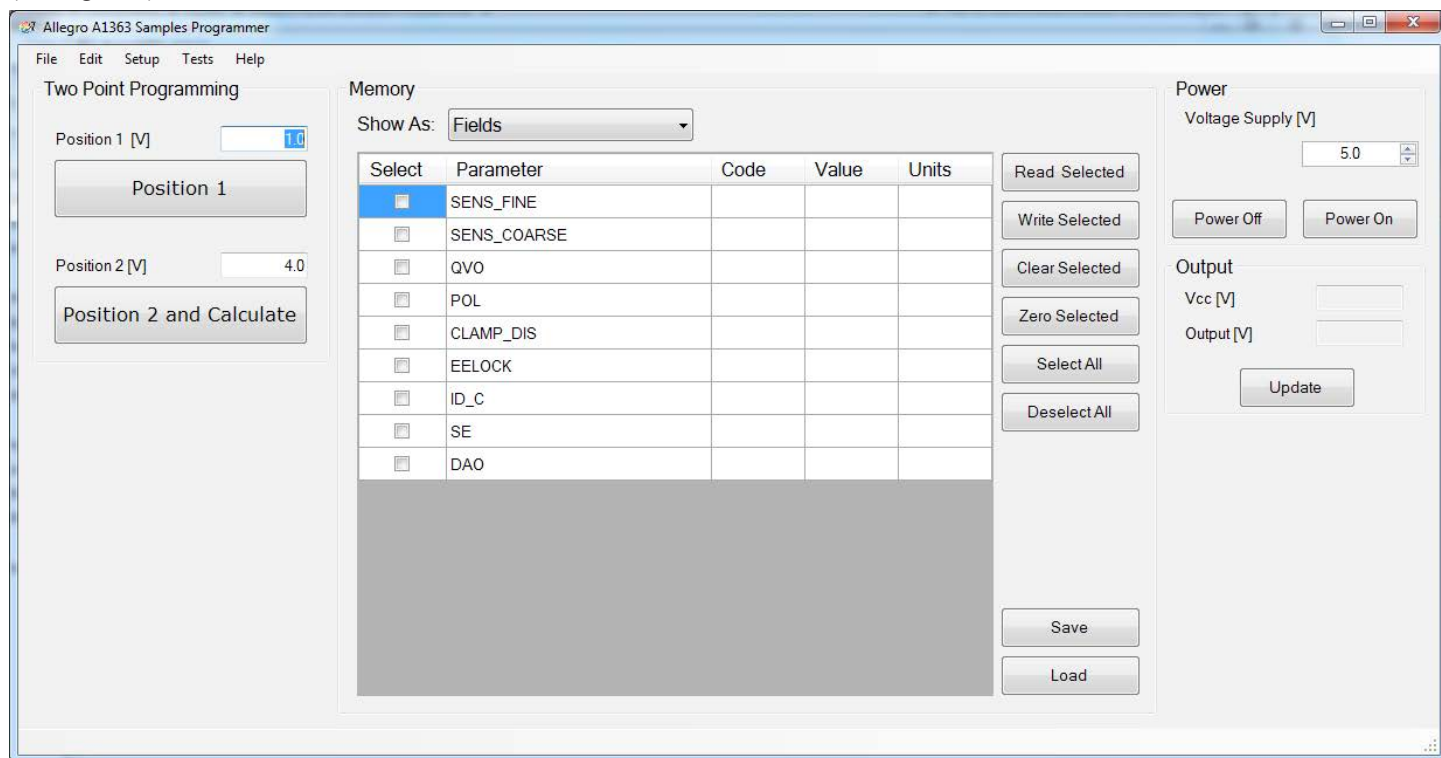 Allegro A1363 Samples Programmer
File Edit Setup Tests Help
Two Point Programming
Position 1 [V] 1.0
Position 1
Position 2 [V] 4.0
Position 2 and Calculate
Memory
Show As: Fields
Select Parameter Code Value Units
SENS_FINE
SENS_COARSE
QVO
POL
CLAMP_DIS
EELOCK
ID_C
SE
DAO
Read Selected
Write Selected
Clear Selected
Zero Selected
Select All
Deselect All
Save
Load
Power
Voltage Supply [V]
5.0
Power Off Power On
Output
Vcc [V]
Output [V]
Update